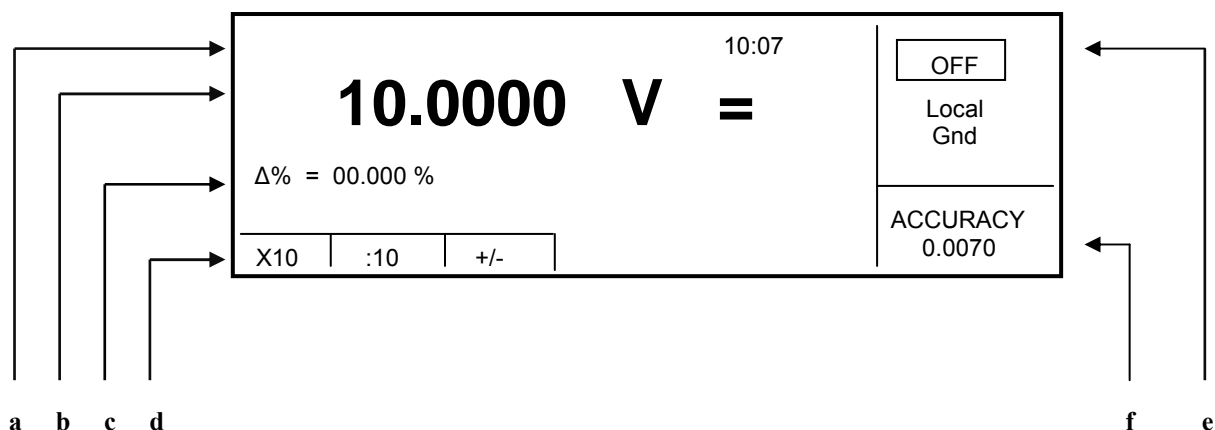 10:07
10.0000 V =
Δ% = 00.000 %
X10 :10 +/-
OFF
Local
Gnd
ACCURACY
0.0070
a b c d f e